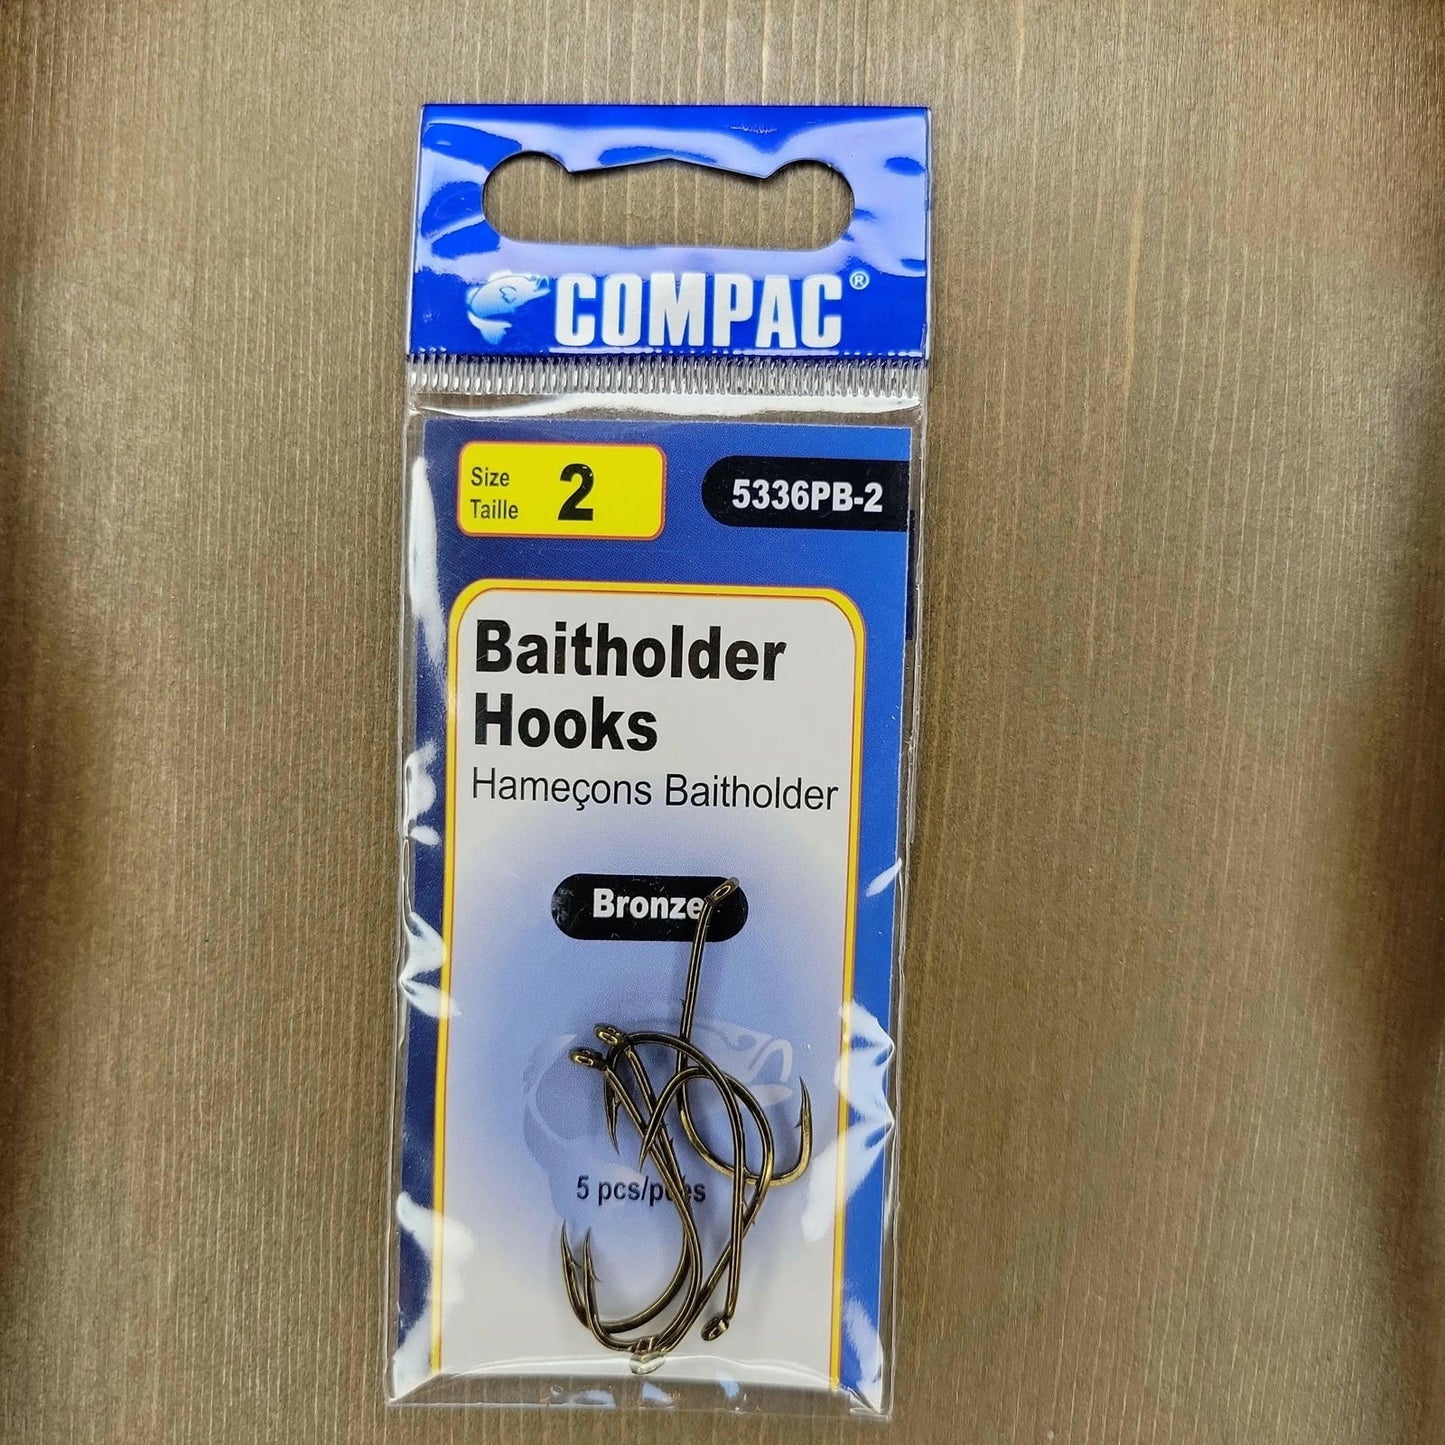 COMPAC®
Size
Taille
2
5336PB-2
Baitholder
Hooks
Hameçons Baitholder
Bronze
5 pcs/pces